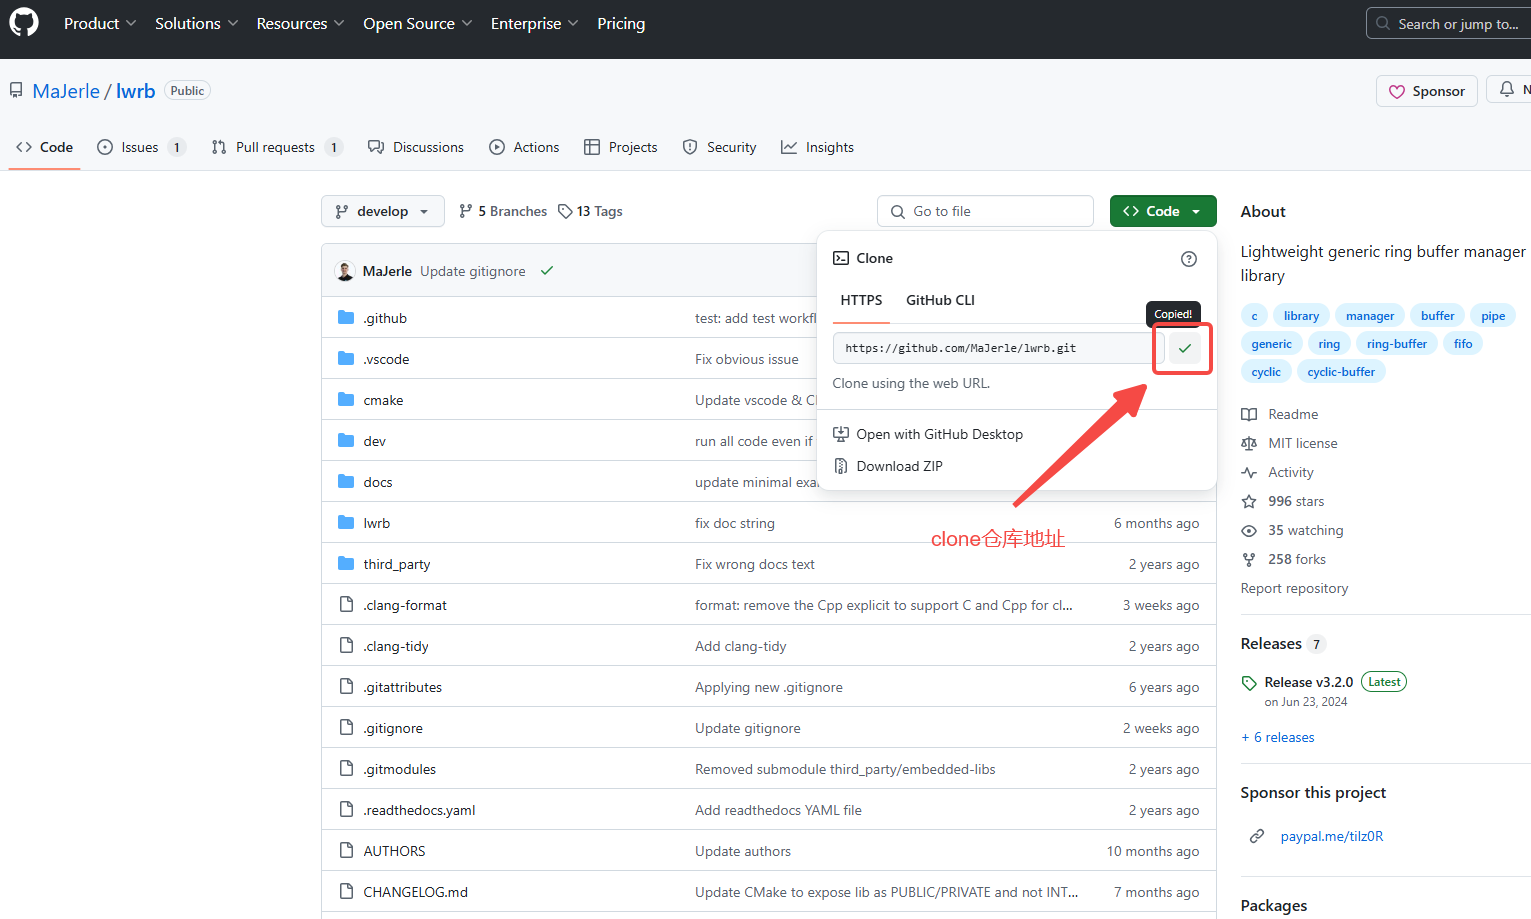 Product Solutions Resources Open Source Enterprise Pricing Search or jump to...
MaJerle / lwrb Public Sponsor N
Code Issues 1 Pull requests 1 Discussions Actions Projects Security Insights
develop 5 Branches 13 Tags Go to file Code
MaJerle Update gitignore
.github test: add test workfl
.vscode Fix obvious issue
cmake Update vscode & Cl
dev run all code even if
docs update minimal exa
lwrb fix doc string 6 months ago
third_party Fix wrong docs text 2 years ago
.clang-format format: remove the Cpp explicit to support C and Cpp for cl... 3 weeks ago
.clang-tidy Add clang-tidy 2 years ago
.gitattributes Applying new .gitignore 6 years ago
.gitignore Update gitignore 2 weeks ago
.gitmodules Removed submodule third_party/embedded-libs 2 years ago
.readthedocs.yaml Add readthedocs YAML file 2 years ago
AUTHORS Update authors 10 months ago
CHANGELOG.md Update CMake to expose lib as PUBLIC/PRIVATE and not INT... 7 months ago
Clone
HTTPS GitHub CLI
Copied!
https://github.com/MaJerle/lwrb.git
Clone using the web URL.
Open with GitHub Desktop
Download ZIP
clone仓库地址
About
Lightweight generic ring buffer manager
library
c library manager buffer pipe
generic ring ring-buffer fifo
cyclic cyclic-buffer
Readme
MIT license
Activity
996 stars
35 watching
258 forks
Report repository
Releases 7
Release v3.2.0 Latest
on Jun 23, 2024
+ 6 releases
Sponsor this project
paypal.me/tilz0R
Packages